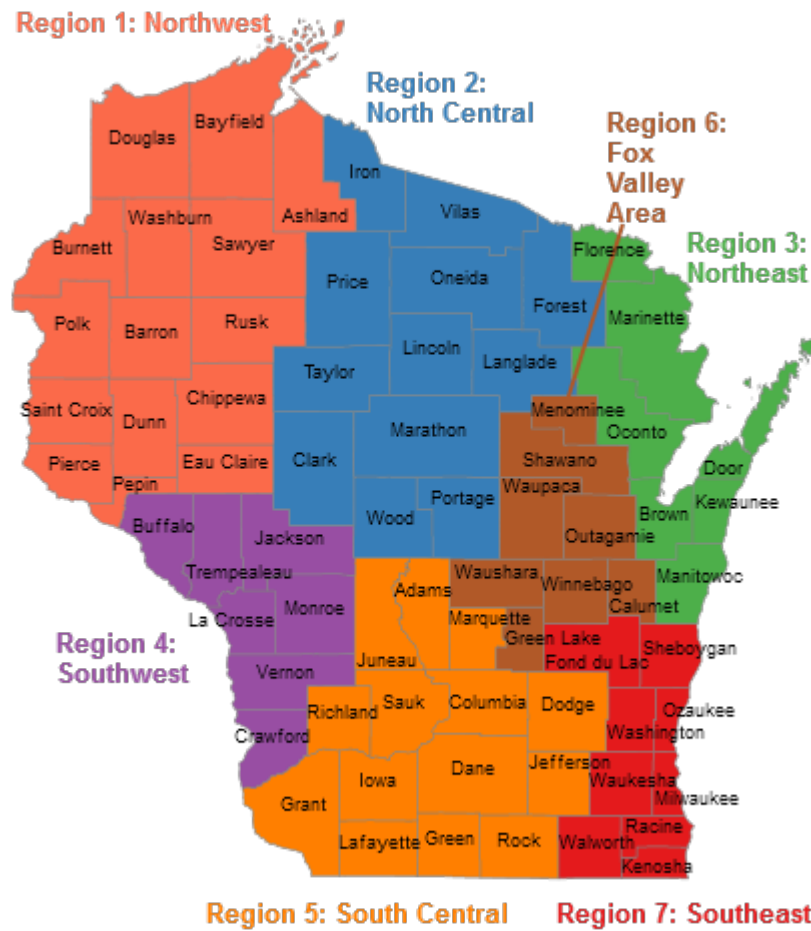 Region 1: Northwest
Region 2:
North Central
Region 6:
Fox
Valley
Area
Region 3:
Northeast
Douglas
Bayfield
Iron
Ashland
Vilas
Washburn
Burnett
Sawyer
Florence
Price
Oneida
Forest
Marinette
Polk
Barron
Rusk
Lincoln
Langlade
Taylor
Saint Croix
Dunn
Chippewa
Menominee
Oconto
Marathon
Pierce
Pepin
Eau Claire
Clark
Shawano
Door
Waupaca
Portage
Wood
Kewaunee
Brown
Buffalo
Jackson
Outagamie
Trempealeau
Waushara
Winnebago
Manitowoc
Adams
Calumet
La Crosse
Monroe
Marquette
Green Lake
Region 4:
Southwest
Vernon
Juneau
Fond du Lac
Sheboygan
Richland
Sauk
Columbia
Dodge
Ozaukee
Washington
Crawford
Iowa
Dane
Jefferson
Waukesha
Milwaukee
Grant
Lafayette
Green
Rock
Walworth
Racine
Kenosha
Region 5: South Central
Region 7: Southeast